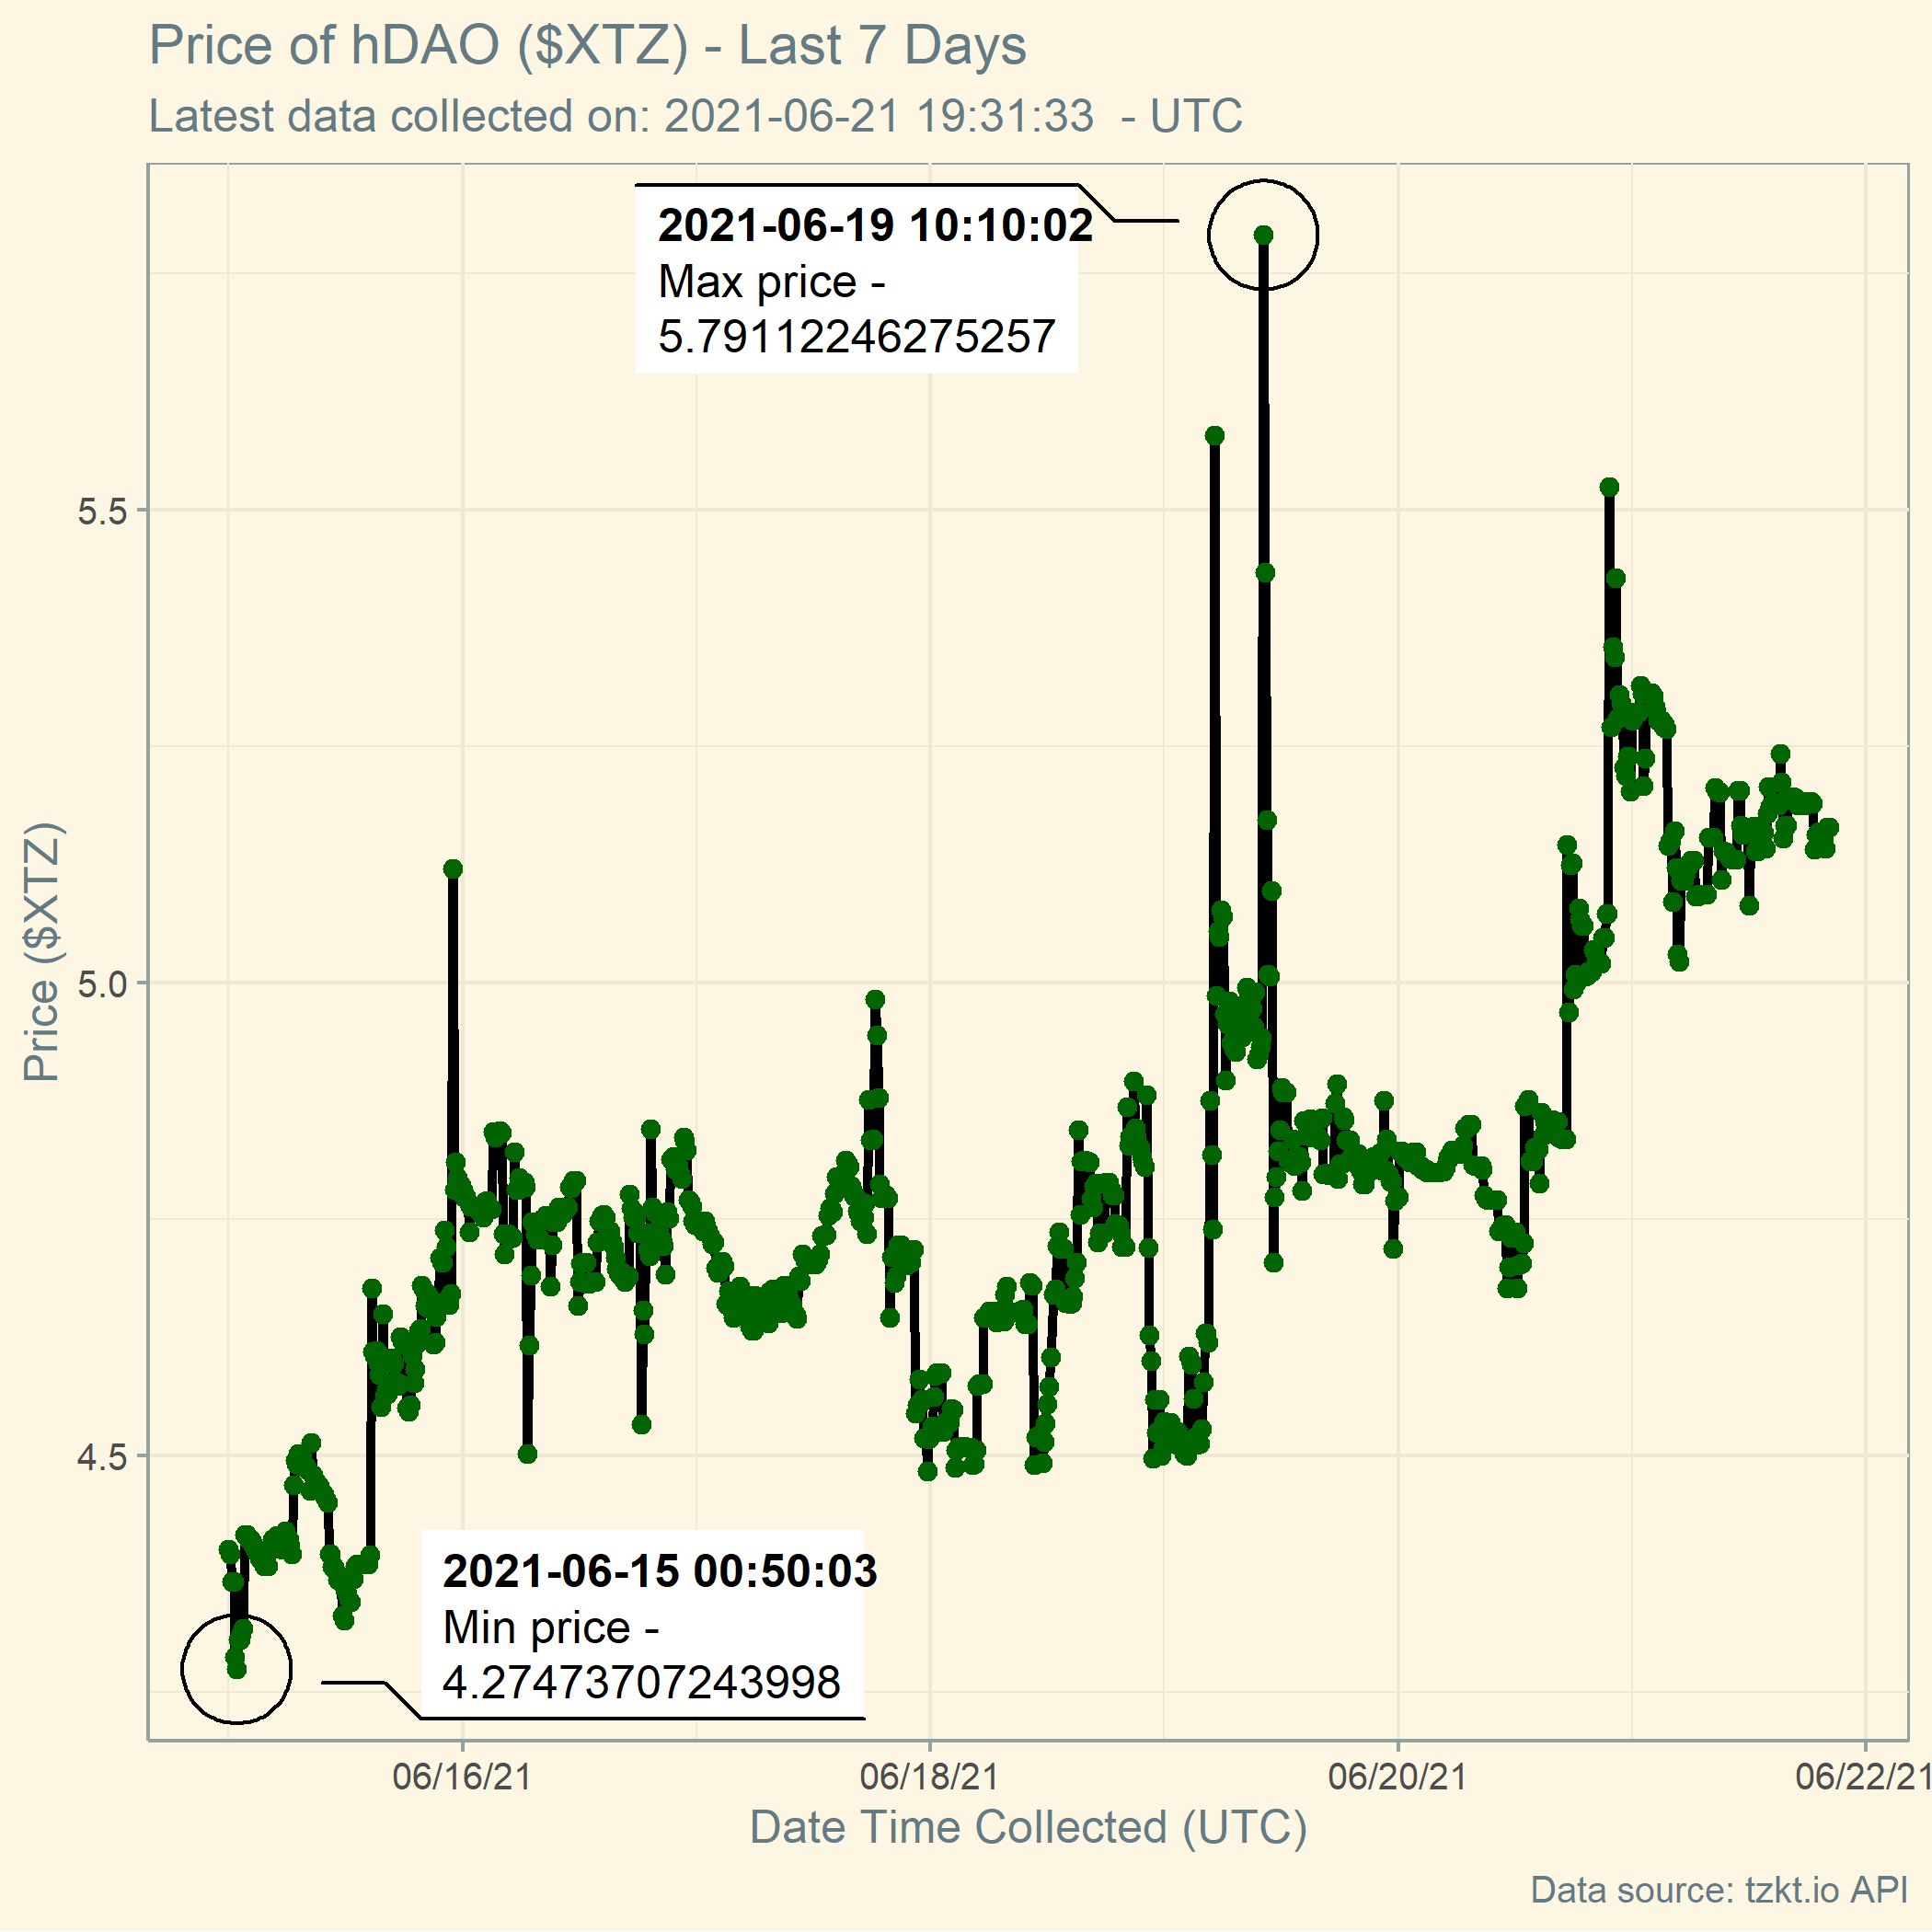 Price of hDAO ($XTZ) - Last 7 Days
Latest data collected on: 2021-06-21 19:31:33  - UTC
2021-06-19 10:10:02
Max price -
5.79112246275257
5.5
5.0
4.5
Price ($XTZ)
2021-06-15 00:50:03
Min price -
4.27473707243998
06/16/21
06/18/21
06/20/21
06/22/21
Date Time Collected (UTC)
Data source: tzkt.io API